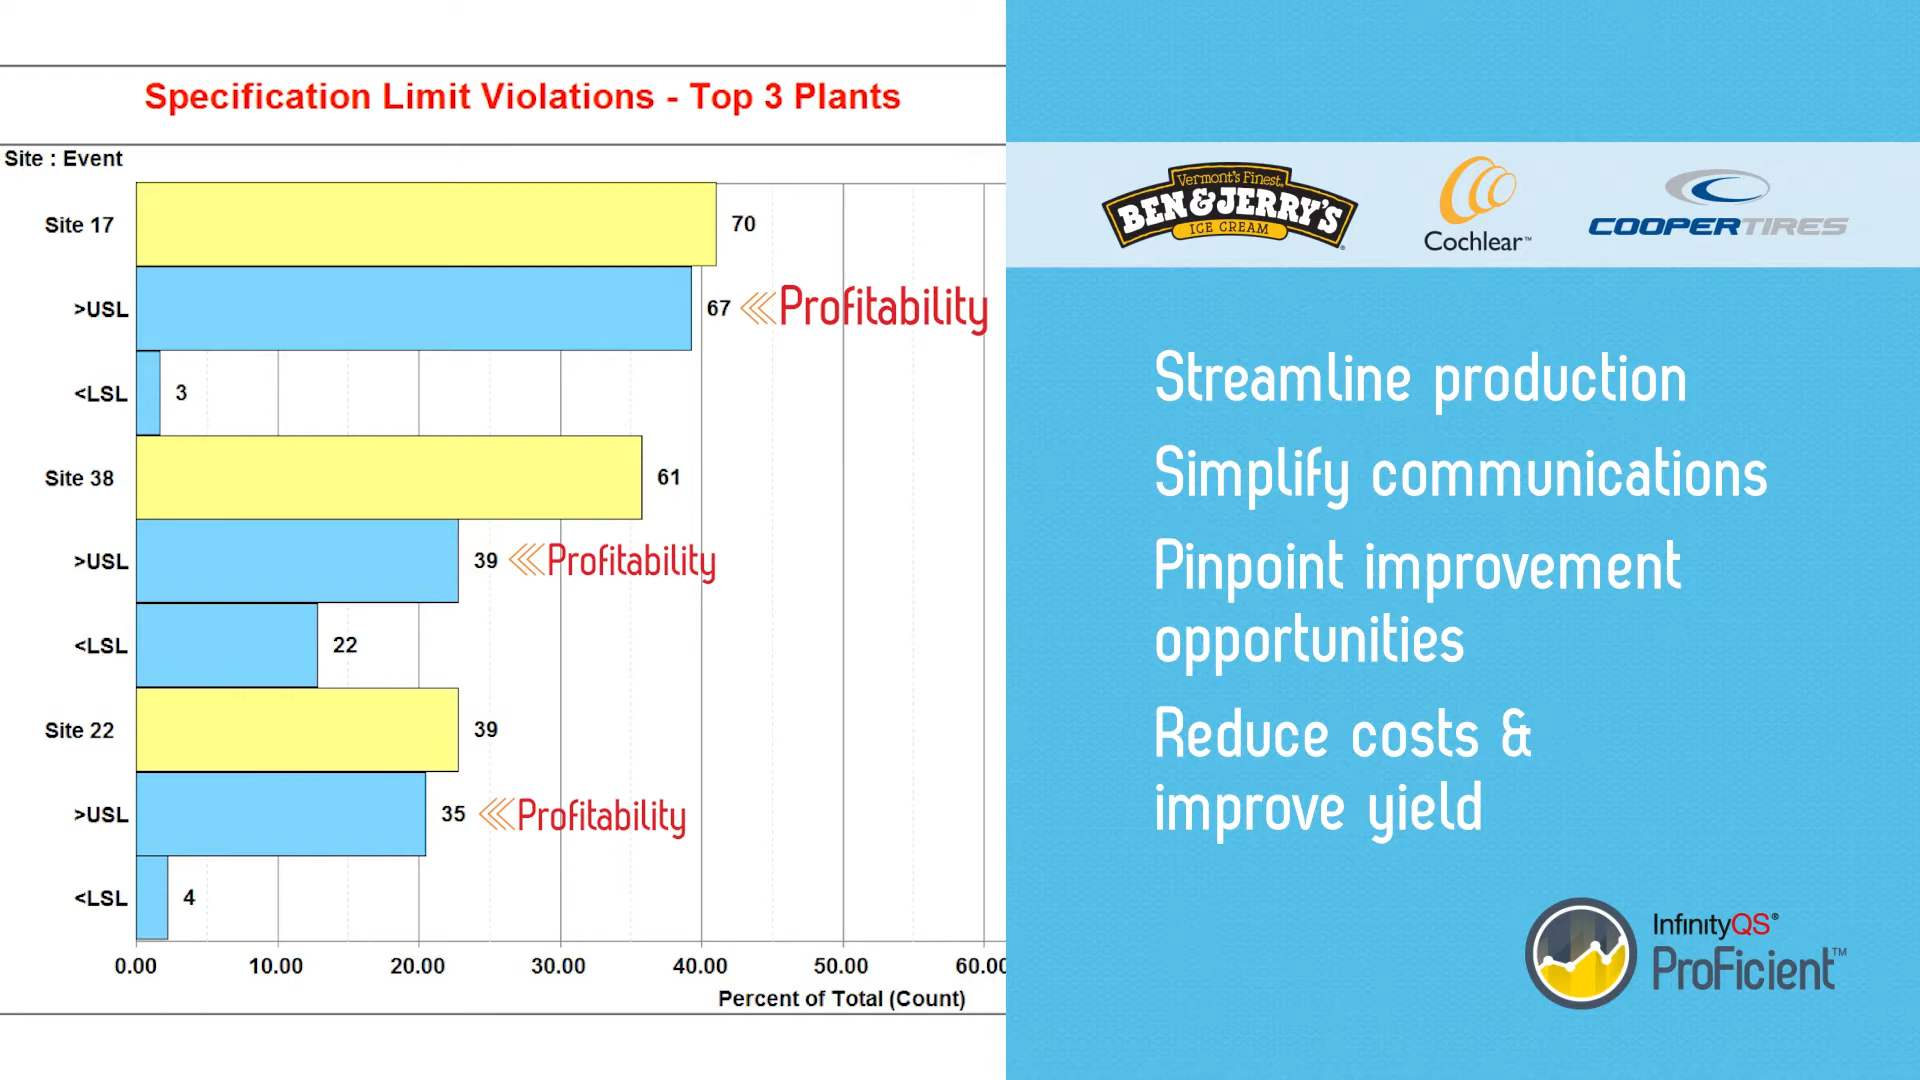 Specification Limit Violations - Top 3 Plants
Site : Event
Site 17
70
>USL
67
Profitability
<LSL
3
Site 38
61
>USL
39
Profitability
<LSL
22
Site 22
39
>USL
35
Profitability
<LSL
4
0.00 10.00 20.00 30.00 40.00 50.00 60.00
Percent of Total (Count)
Vermont's Finest
BEN & JERRY'S
ICE CREAM
Cochlear™
COOPERTIRES
Streamline production
Simplify communications
Pinpoint improvement
opportunities
Reduce costs &
improve yield
InfinityQS®
ProFicient™